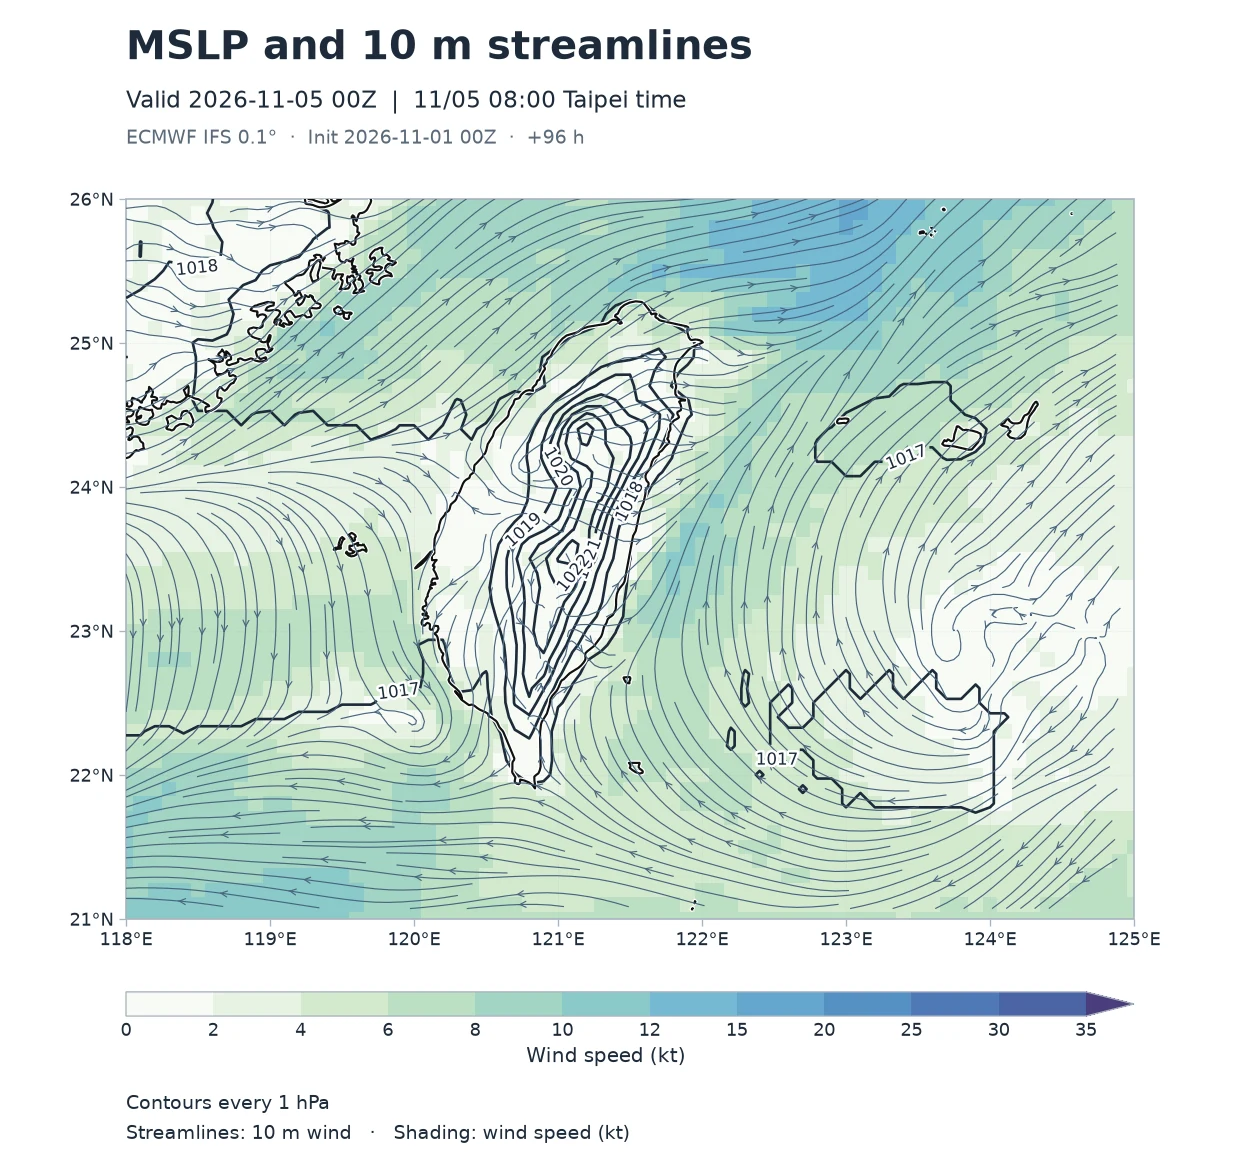 MSLP and 10 m streamlines
Valid 2026-11-05 00Z | 11/05 08:00 Taipei time
ECMWF IFS 0.1° · Init 2026-11-01 00Z · +96 h
26°N
1018
25°N
1017
1020
24°N
1018
1019
1021
1022
23°N
1017
1017
22°N
21°N
118°E 119°E 120°E 121°E 122°E 123°E 124°E 125°E
0 2 4 6 8 10 12 15 20 25 30 35
Wind speed (kt)
Contours every 1 hPa
Streamlines: 10 m wind · Shading: wind speed (kt)